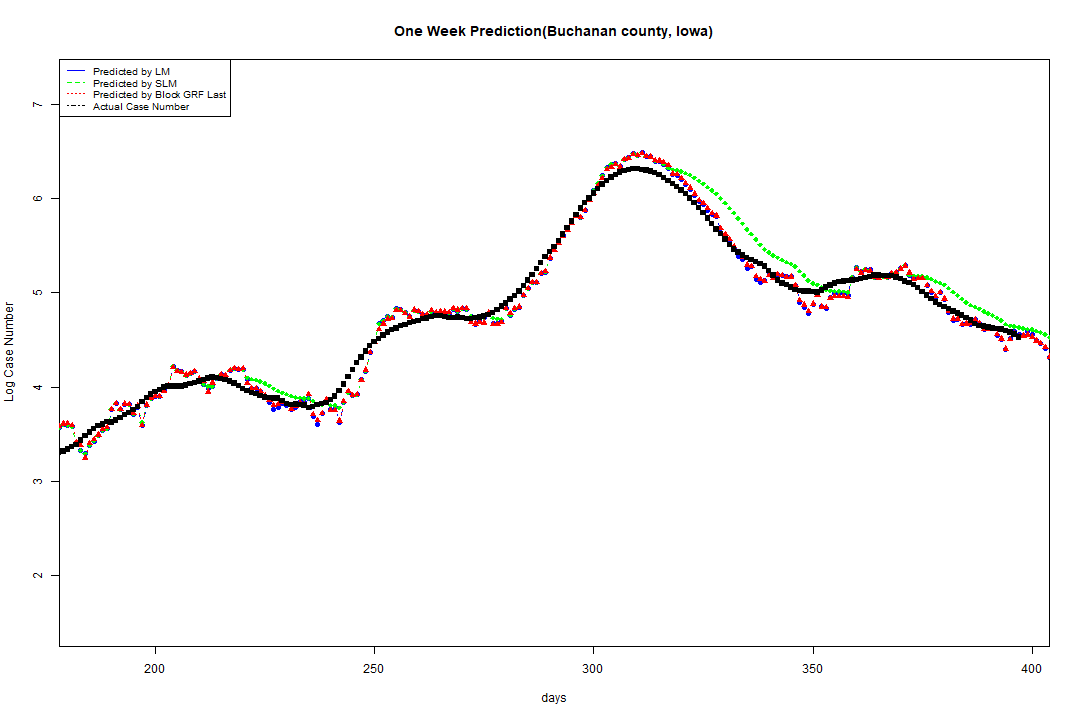 One Week Prediction(Buchanan county, Iowa)
Predicted by LM
Predicted by SLM
Predicted by Block GRF Last
Actual Case Number
7
6
5
4
3
2
Log Case Number
200 250 300 350 400
days